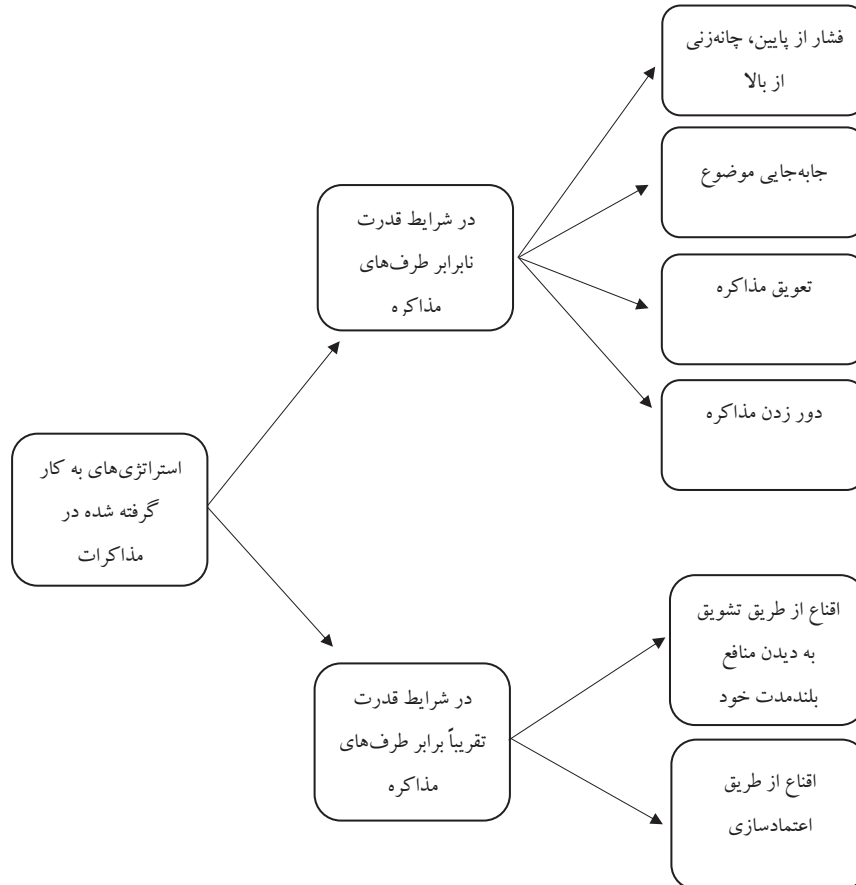 فشار از پایین، چانه‌زنی
از بالا
جابه‌جایی موضوع
در شرایط قدرت
نابرابر طرف‌های
مذاکره
تعویق مذاکره
دور زدن مذاکره
استراتژی‌های به کار
گرفته شده در
مذاکرات
اقناع از طریق تشویق
به دیدن منافع
بلندمدت خود
در شرایط قدرت
تقریباً برابر طرف‌های
مذاکره
اقناع از طریق
اعتمادسازی